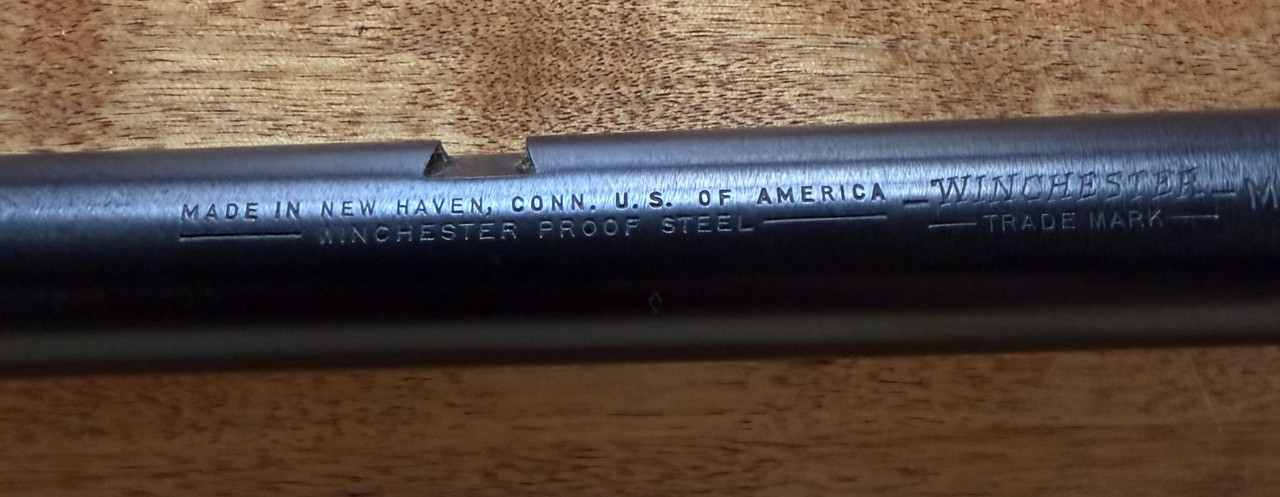 MADE IN NEW HAVEN, CONN. U.S. OF AMERICA
WINCHESTER PROOF STEEL
—WINCHESTER—
TRADE MARK